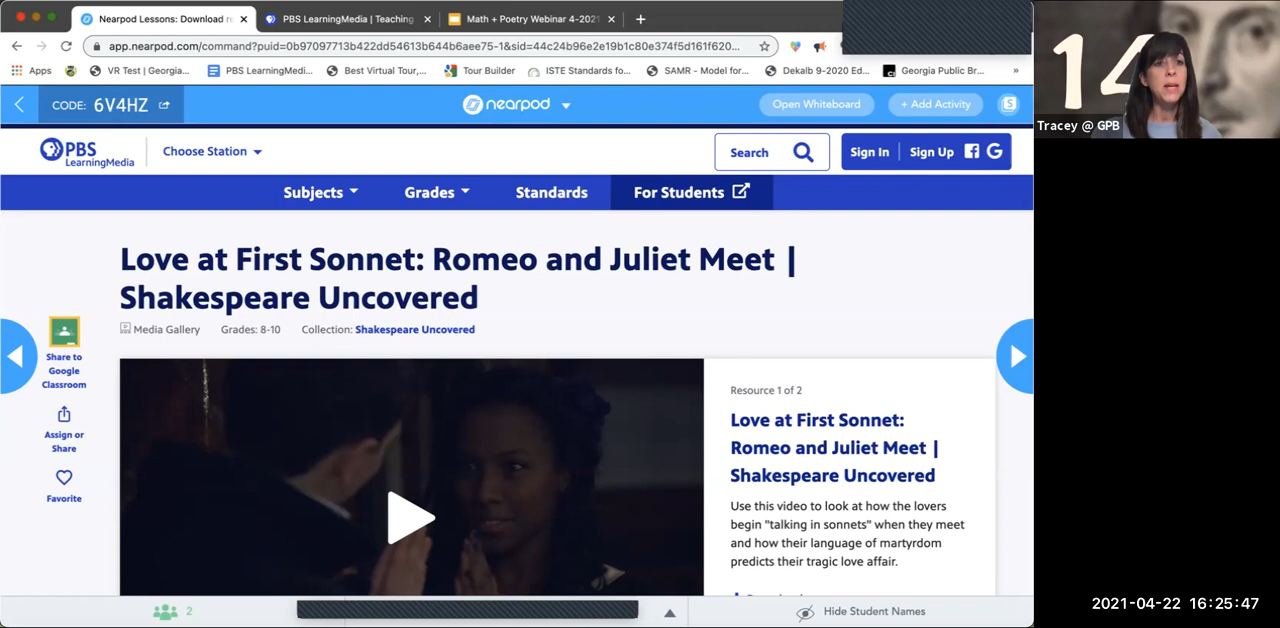 Nearpod Lessons: Download re
PBS LearningMedia | Teaching
Math + Poetry Webinar 4-2021
app.nearpod.com/command?puid=0b97097713b422dd54613b644b6aee75-1&sid=44c24b96e2e19b1c80e374f5d161f620...
Apps
VR Test | Georgia...
PBS LearningMedi...
Best Virtual Tour,...
Tour Builder
ISTE Standards fo...
SAMR - Model for...
Dekalb 9-2020 Ed...
Georgia Public Br...
»
CODE: 6V4HZ
nearpod
Open Whiteboard
+ Add Activity
S
PBS
LearningMedia
Choose Station
Search
Sign In
Sign Up
Subjects
Grades
Standards
For Students
Love at First Sonnet: Romeo and Juliet Meet |
Shakespeare Uncovered
Media Gallery Grades: 8-10 Collection: Shakespeare Uncovered
Share to
Google
Classroom
Assign or
Share
Favorite
Resource 1 of 2
Love at First Sonnet:
Romeo and Juliet Meet |
Shakespeare Uncovered
Use this video to look at how the lovers
begin "talking in sonnets" when they meet
and how their language of martyrdom
predicts their tragic love affair.
2
Hide Student Names
14
Tracey @ GPB
2021-04-22 16:25:47